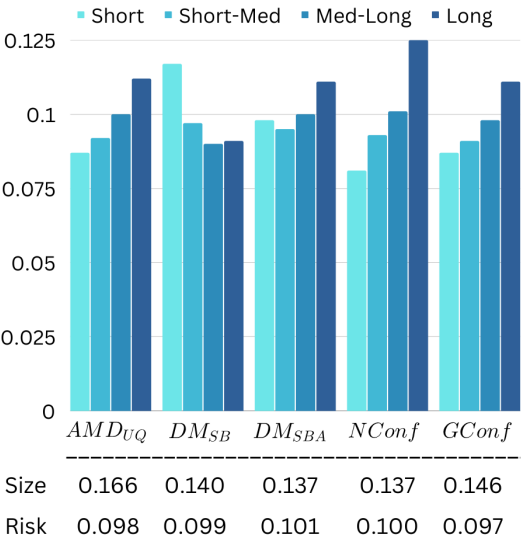 Short Short-Med Med-Long Long
0.125
0.1
0.075
0.05
0.025
0
AMD_UQ DM_SB DM_SBA NConf GConf
Size 0.166 0.140 0.137 0.137 0.146
Risk 0.098 0.099 0.101 0.100 0.097